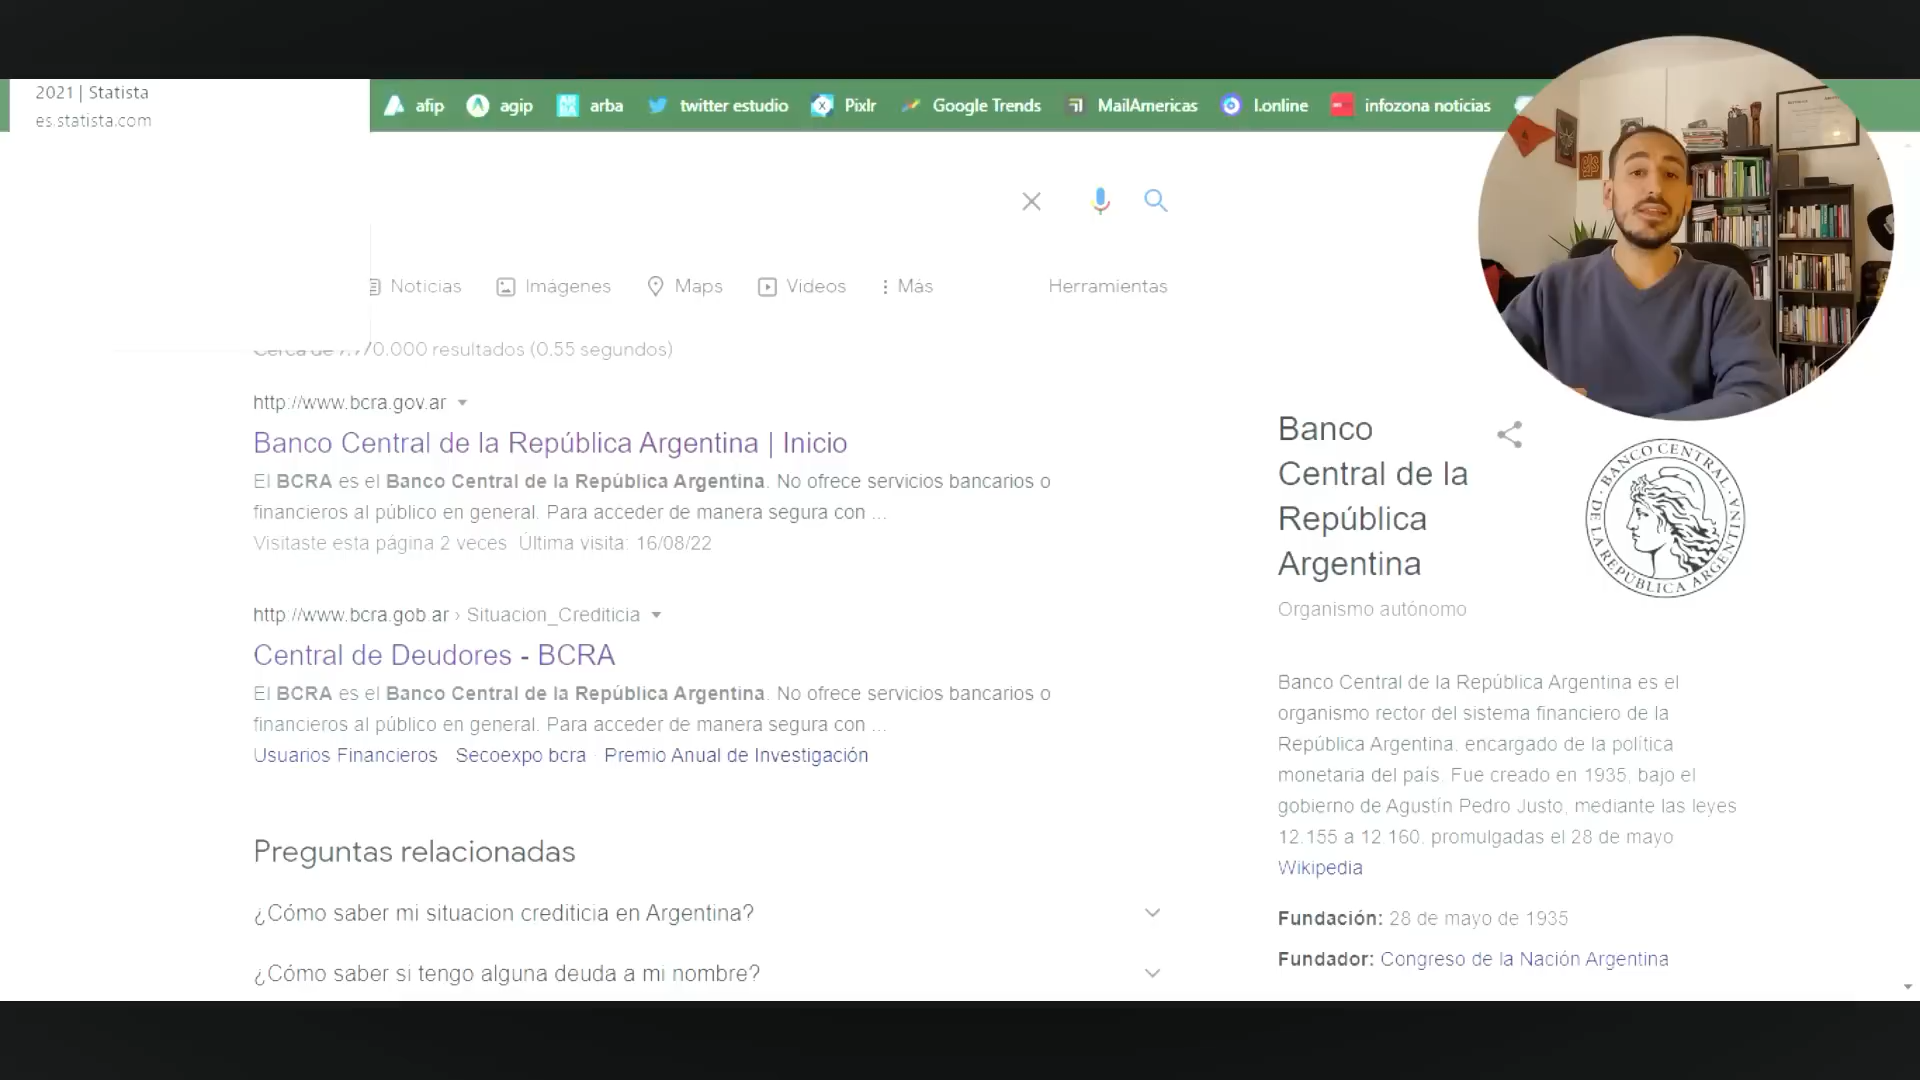 2021 | Statista
es.statista.com
afip agip arba twitter estudio Pixlr Google Trends MailAmericas l.online infozona noticias
Noticias Imágenes Maps Videos Más Herramientas
resultados (0.55 segundos)
http://www.bcra.gov.ar
Banco Central de la República Argentina | Inicio
El BCRA es el Banco Central de la República Argentina. No ofrece servicios bancarios o
financieros al público en general. Para acceder de manera segura con ...
Visitaste esta página 2 veces. Última visita: 16/08/22
http://www.bcra.gob.ar › Situacion_Crediticia
Central de Deudores - BCRA
El BCRA es el Banco Central de la República Argentina. No ofrece servicios bancarios o
financieros al público en general. Para acceder de manera segura con ...
Usuarios Financieros · Secoexpo bcra · Premio Anual de Investigación
Preguntas relacionadas
¿Cómo saber mi situacion crediticia en Argentina?
¿Cómo saber si tengo alguna deuda a mi nombre?
Banco
Central de la
República
Argentina
Organismo autónomo
BANCO CENTRAL DE LA REPÚBLICA ARGENTINA
Banco Central de la República Argentina es el
organismo rector del sistema financiero de la
República Argentina, encargado de la política
monetaria del país. Fue creado en 1935, bajo el
gobierno de Agustín Pedro Justo, mediante las leyes
12.155 a 12.160, promulgadas el 28 de mayo
Wikipedia
Fundación: 28 de mayo de 1935
Fundador: Congreso de la Nación Argentina